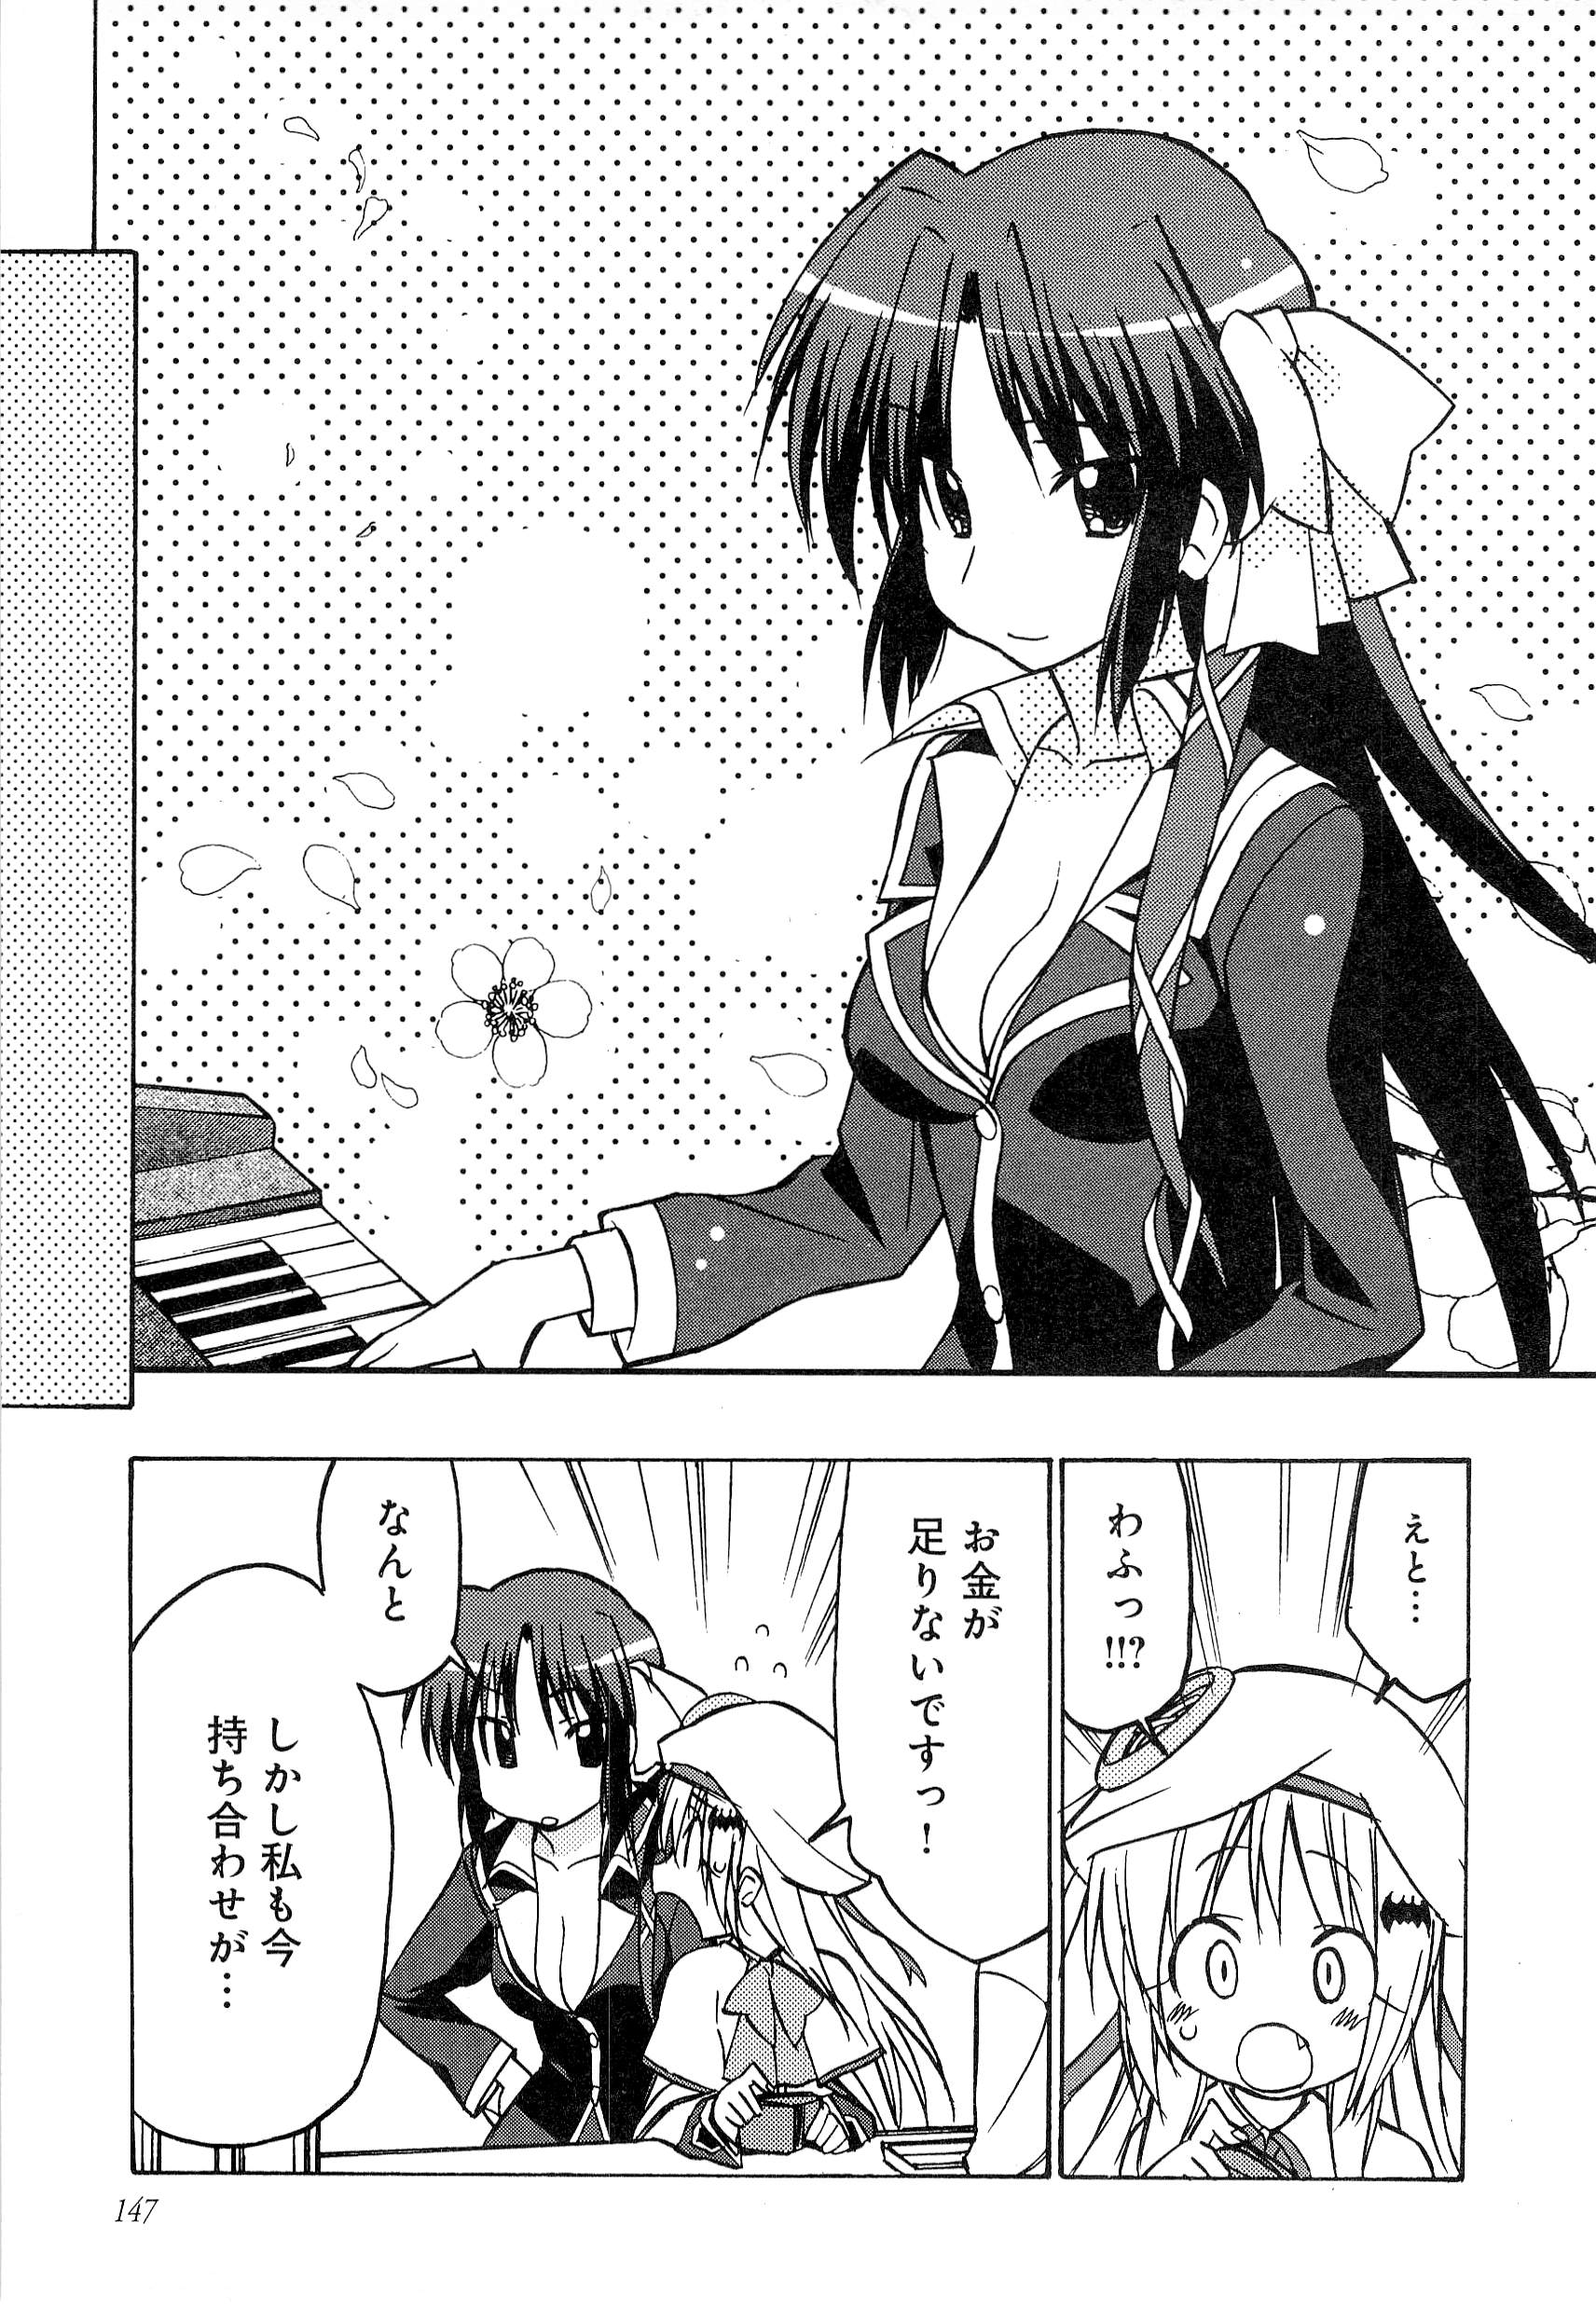 えと…
わふっ!!?
お金が
足りないですっ！
なんと
しかし私も今
持ち合わせが…
147